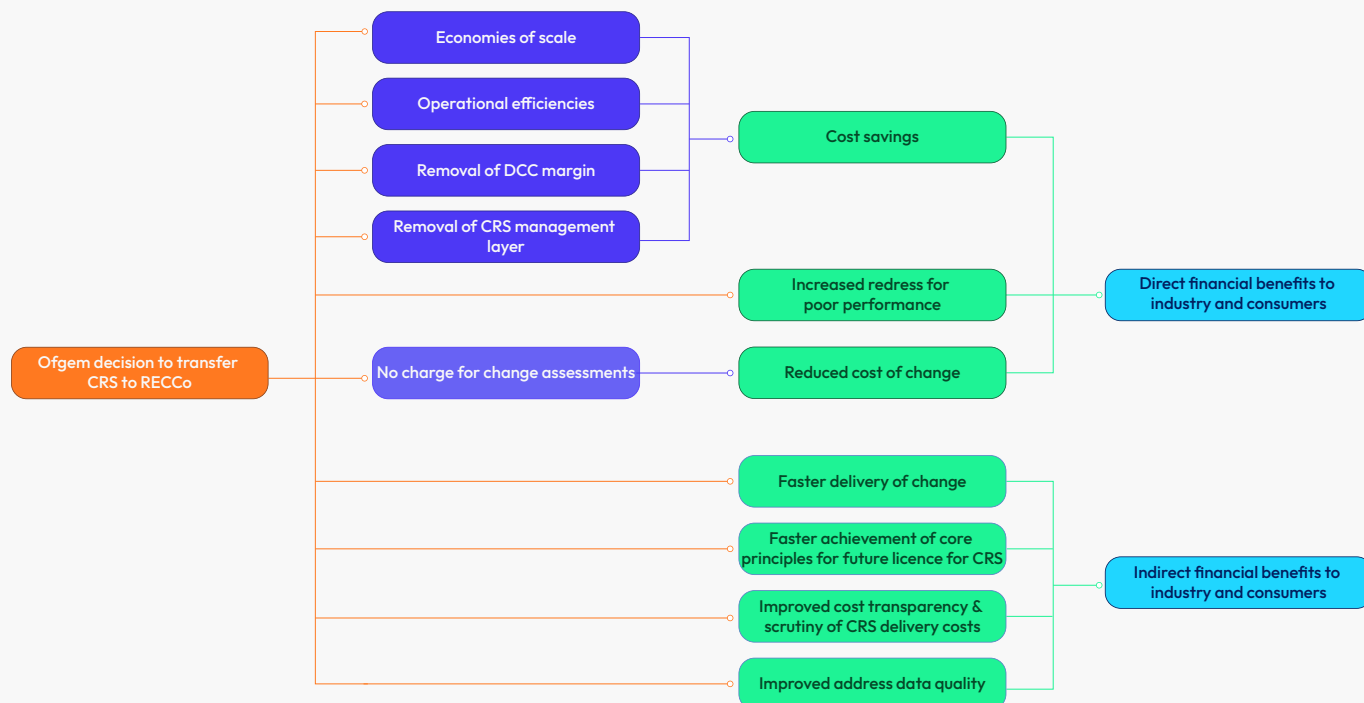 Economies of scale
Operational efficiencies
Cost savings
Removal of DCC margin
Removal of CRS management
layer
Increased redress for
poor performance
Direct financial benefits to
industry and consumers
Ofgem decision to transfer
CRS to RECCo
No charge for change assessments
Reduced cost of change
Faster delivery of change
Faster achievement of core
principles for future licence for CRS
Indirect financial benefits to
industry and consumers
Improved cost transparency &
scrutiny of CRS delivery costs
Improved address data quality